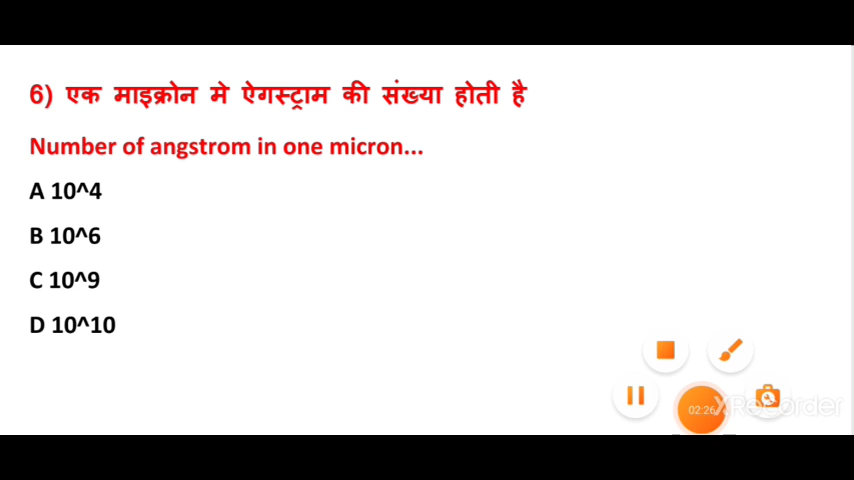 6) एक माइक्रोन मे ऐगस्ट्राम की संख्या होती है
Number of angstrom in one micron...
A 10^4
B 10^6
C 10^9
D 10^10
02:26
XRecorder